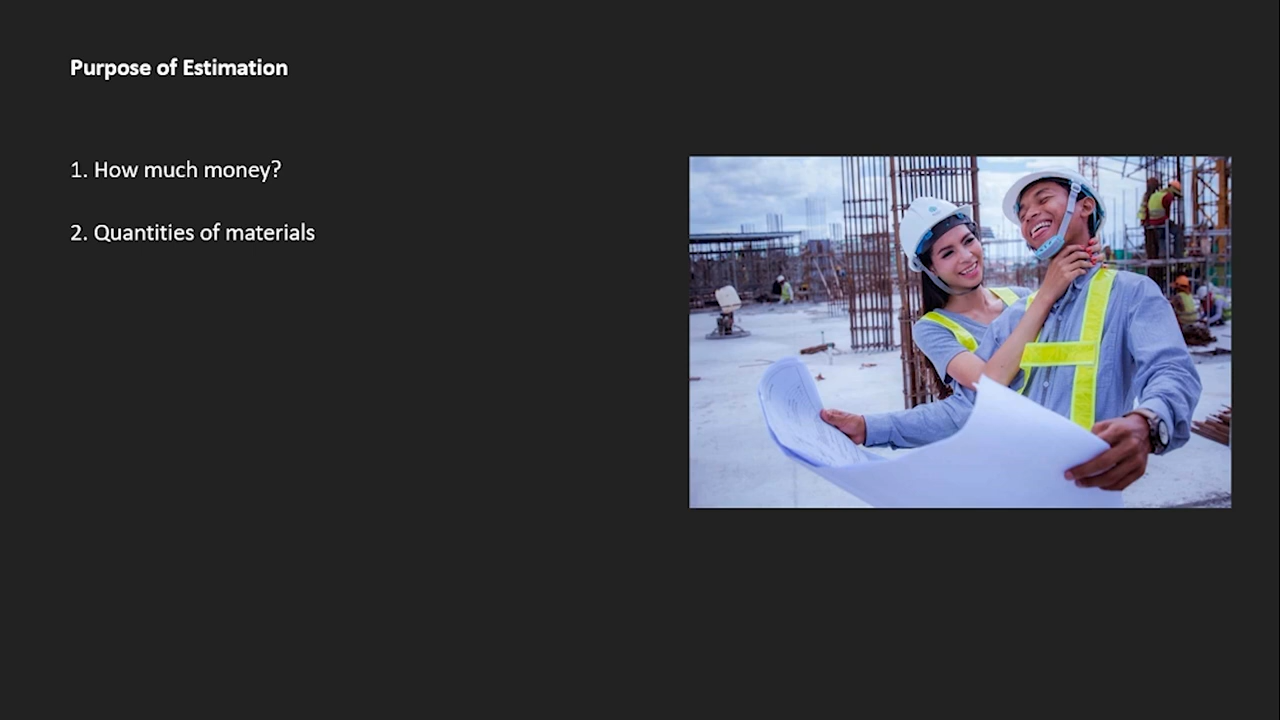 Purpose of Estimation
1. How much money?
2. Quantities of materials